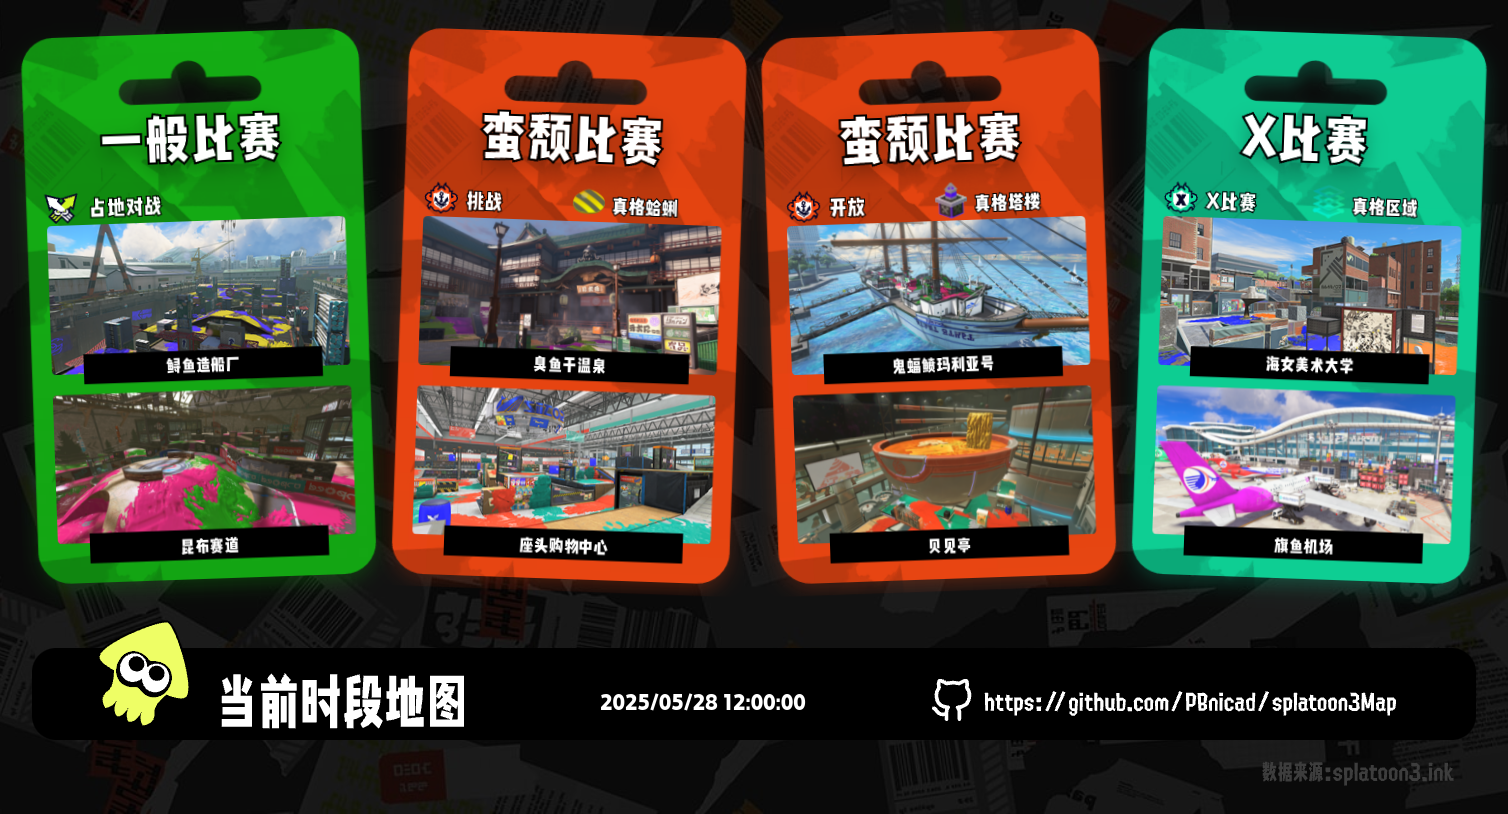 一般比赛
占地对战
鲟鱼造船厂
昆布赛道
蛮颓比赛
挑战
真格蛤蜊
臭鱼干温泉
座头购物中心
蛮颓比赛
开放
真格塔楼
鬼蝠鲼玛利亚号
贝贝亭
X比赛
X比赛
真格区域
海女美术大学
旗鱼机场
当前时段地图
2025/05/28 12:00:00
https://github.com/PBnicad/splatoon3Map
数据来源:splatoon3.ink